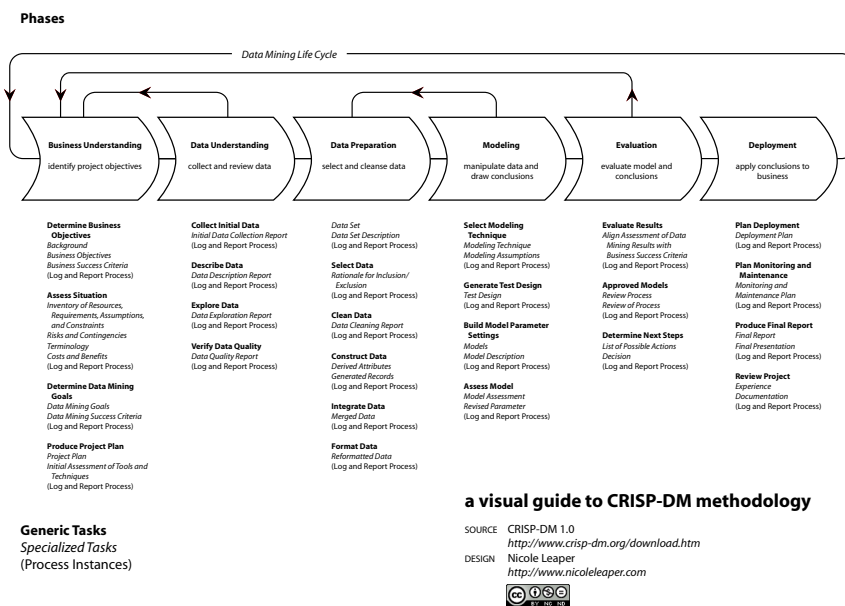 Phases
Data Mining Life Cycle
Business Understanding
identify project objectives
Data Understanding
collect and review data
Data Preparation
select and cleanse data
Modeling
manipulate data and
draw conclusions
Evaluation
evaluate model and
conclusions
Deployment
apply conclusions to
business
Determine Business
Objectives
Background
Business Objectives
Business Success Criteria
(Log and Report Process)
Assess Situation
Inventory of Resources,
Requirements, Assumptions,
and Constraints
Risks and Contingencies
Terminology
Costs and Benefits
(Log and Report Process)
Determine Data Mining
Goals
Data Mining Goals
Data Mining Success Criteria
(Log and Report Process)
Produce Project Plan
Project Plan
Initial Assessment of Tools and
Techniques
(Log and Report Process)
Collect Initial Data
Initial Data Collection Report
(Log and Report Process)
Describe Data
Data Description Report
(Log and Report Process)
Explore Data
Data Exploration Report
(Log and Report Process)
Verify Data Quality
Data Quality Report
(Log and Report Process)
Data Set
Data Set Description
(Log and Report Process)
Select Data
Rationale for Inclusion/
Exclusion
(Log and Report Process)
Clean Data
Data Cleaning Report
(Log and Report Process)
Construct Data
Derived Attributes
Generated Records
(Log and Report Process)
Integrate Data
Merged Data
(Log and Report Process)
Format Data
Reformatted Data
(Log and Report Process)
Select Modeling
Technique
Modeling Technique
Modeling Assumptions
(Log and Report Process)
Generate Test Design
Test Design
(Log and Report Process)
Build Model Parameter
Settings
Models
Model Description
(Log and Report Process)
Assess Model
Model Assessment
Revised Parameter
(Log and Report Process)
Evaluate Results
Align Assessment of Data
Mining Results with
Business Success Criteria
(Log and Report Process)
Approved Models
Review Process
Review of Process
(Log and Report Process)
Determine Next Steps
List of Possible Actions
Decision
(Log and Report Process)
Plan Deployment
Deployment Plan
(Log and Report Process)
Plan Monitoring and
Maintenance
Monitoring and
Maintenance Plan
(Log and Report Process)
Produce Final Report
Final Report
Final Presentation
(Log and Report Process)
Review Project
Experience
Documentation
(Log and Report Process)
Generic Tasks
Specialized Tasks
(Process Instances)
a visual guide to CRISP-DM methodology
SOURCE CRISP-DM 1.0
http://www.crisp-dm.org/download.htm
DESIGN Nicole Leaper
http://www.nicoleleaper.com
cc
BY NC ND